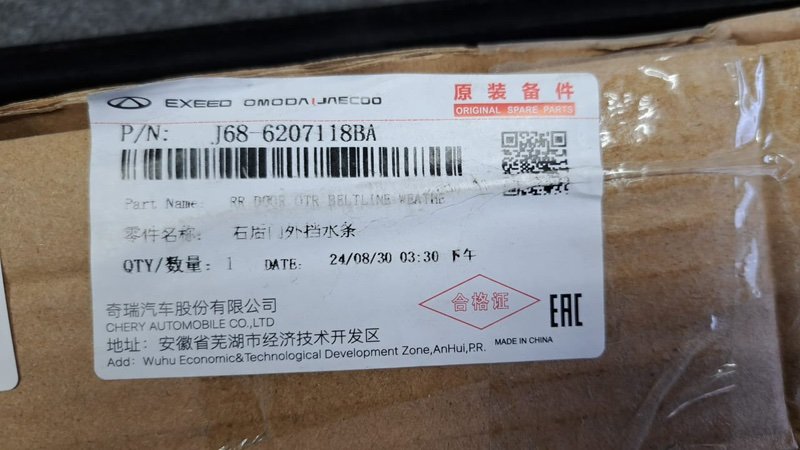 EXEED OMODA | JAECOO
原装备件
ORIGINAL SPARE PARTS
P/N: J68-6207118BA
Part Name: RR DOOR OTR BELTLINE WEATHE
零件名称: 右后门外挡水条
QTY/数量: 1 DATE: 24/08/30 03:30 下午
奇瑞汽车股份有限公司
CHERY AUTOMOBILE CO.,LTD
合格证
EAC
地址: 安徽省芜湖市经济技术开发区
MADE IN CHINA
Add: Wuhu Economic&Technological Development Zone,AnHui,P.R.